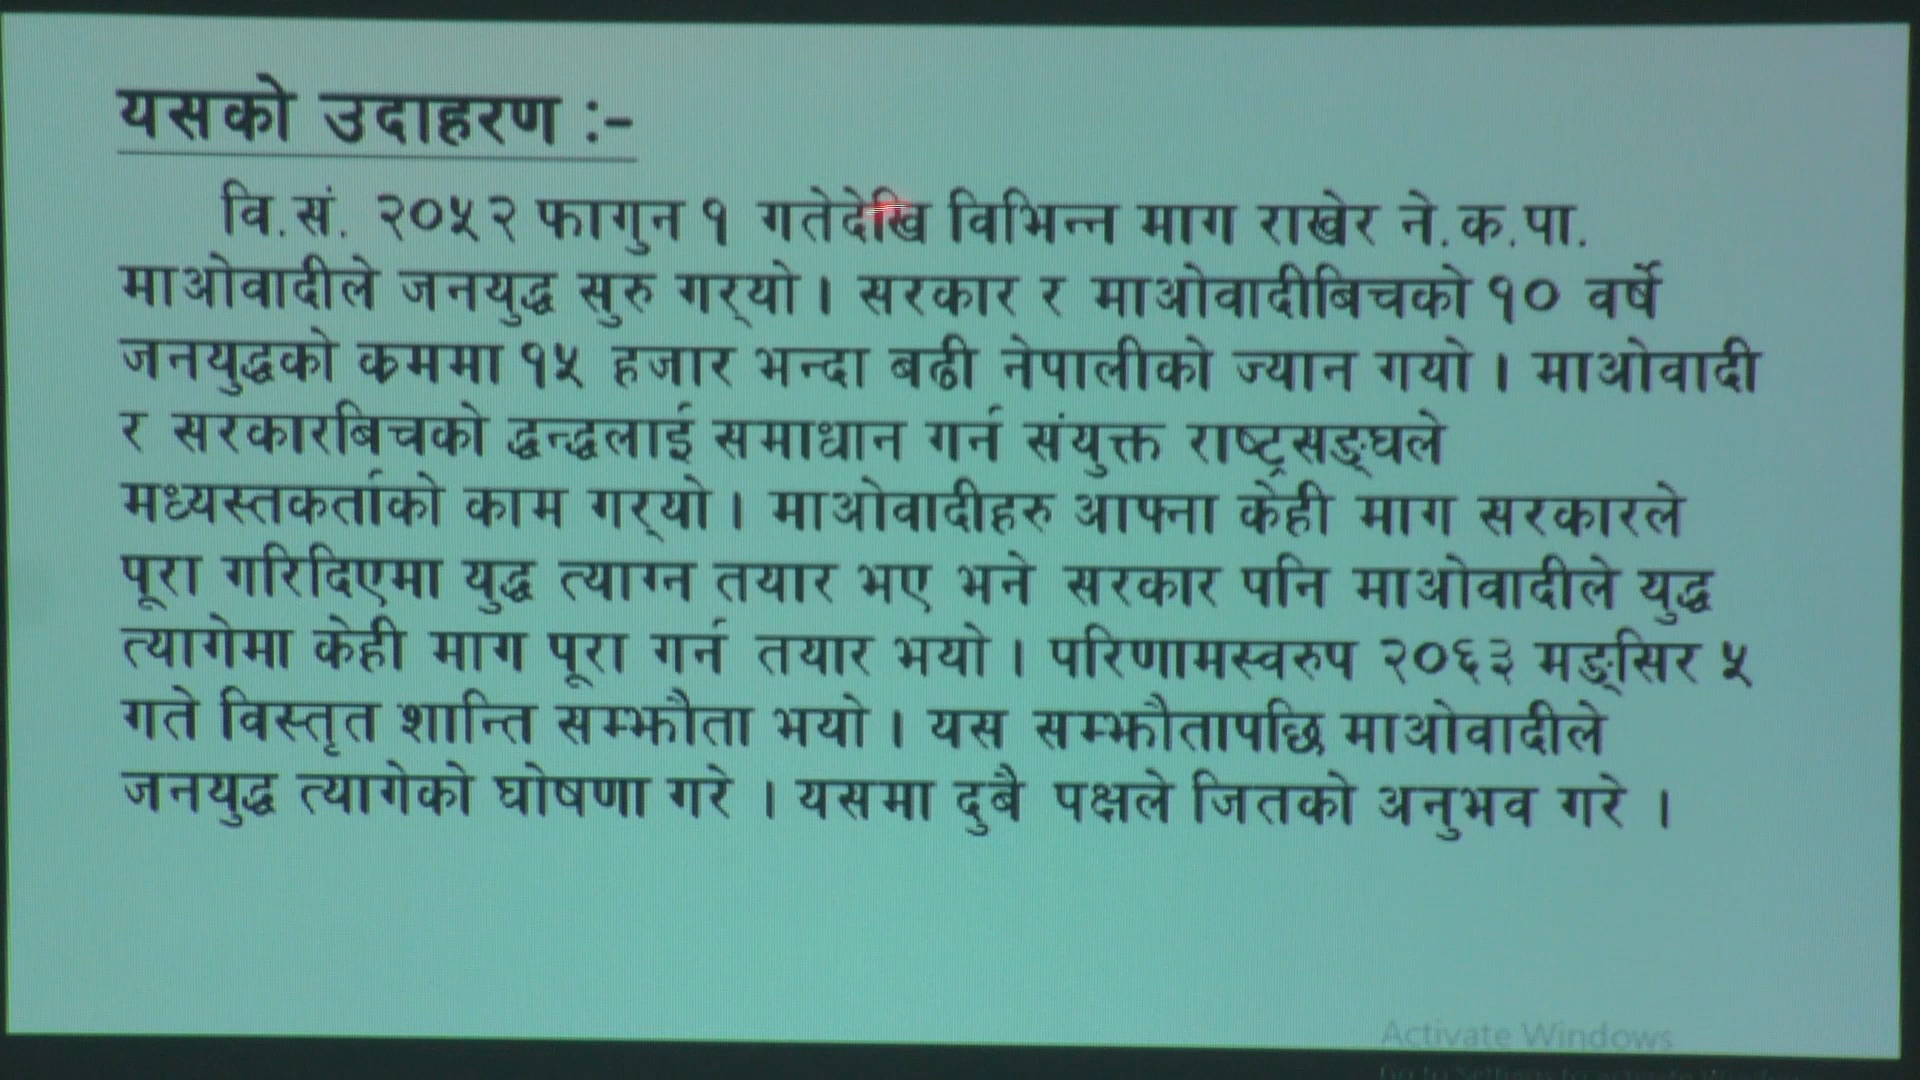 यसको उदाहरण :-
वि.सं. २०५२ फागुन १ गतेदेखि विभिन्न माग राखेर ने.क.पा.
माओवादीले जनयुद्ध सुरु गर्‍यो । सरकार र माओवादीबिचको १० वर्षे
जनयुद्धको क्रममा १५ हजार भन्दा बढी नेपालीको ज्यान गयो । माओवादी
र सरकारबिचको द्धन्द्धलाई समाधान गर्न संयुक्त राष्ट्रसङ्घले
मध्यस्तकर्ताको काम गर्‍यो । माओवादीहरु आफ्ना केही माग सरकारले
पूरा गरिदिएमा युद्ध त्याग्न तयार भए भने सरकार पनि माओवादीले युद्ध
त्यागेमा केही माग पूरा गर्न तयार भयो । परिणामस्वरुप २०६३ मङ्सिर ५
गते विस्तृत शान्ति सम्झौता भयो । यस सम्झौतापछि माओवादीले
जनयुद्ध त्यागेको घोषणा गरे । यसमा दुबै पक्षले जितको अनुभव गरे ।
Activate Windows